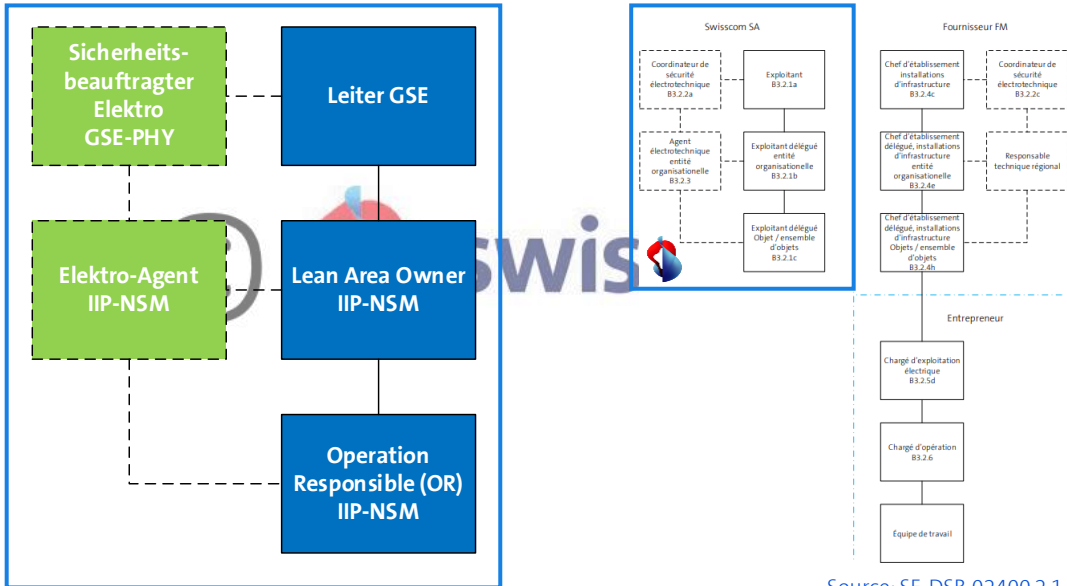 Sicherheits-
beauftragter
Elektro
GSE-PHY
Leiter GSE
Elektro-Agent
IIP-NSM
Lean Area Owner
IIP-NSM
Operation
Responsible (OR)
IIP-NSM
swis
Swisscom SA
Coordinateur de
sécurité
électrotechnique
B3.2.2a
Exploitant
B3.2.1a
Agent
électrotechnique
entité
organisationelle
B3.2.3
Exploitant délégué
entité
organisationelle
B3.2.1b
Exploitant délégué
Objet / ensemble
d'objets
B3.2.1c
Fournisseur FM
Chef d'établissement
installations
d'infrastructure
B3.2.4c
Coordinateur de
sécurité
électrotechnique
B3.2.2c
Chef d'établissement
délégué, installations
d'infrastructure
entité
organisationelle
B3.2.4e
Responsable
technique régional
Chef d'établissement
délégué, installations
d'infrastructure
Objets / ensemble
d'objets
B3.2.4h
Entrepreneur
Chargé d'exploitation
électrique
B3.2.5d
Chargé d'opération
B3.2.6
Équipe de travail